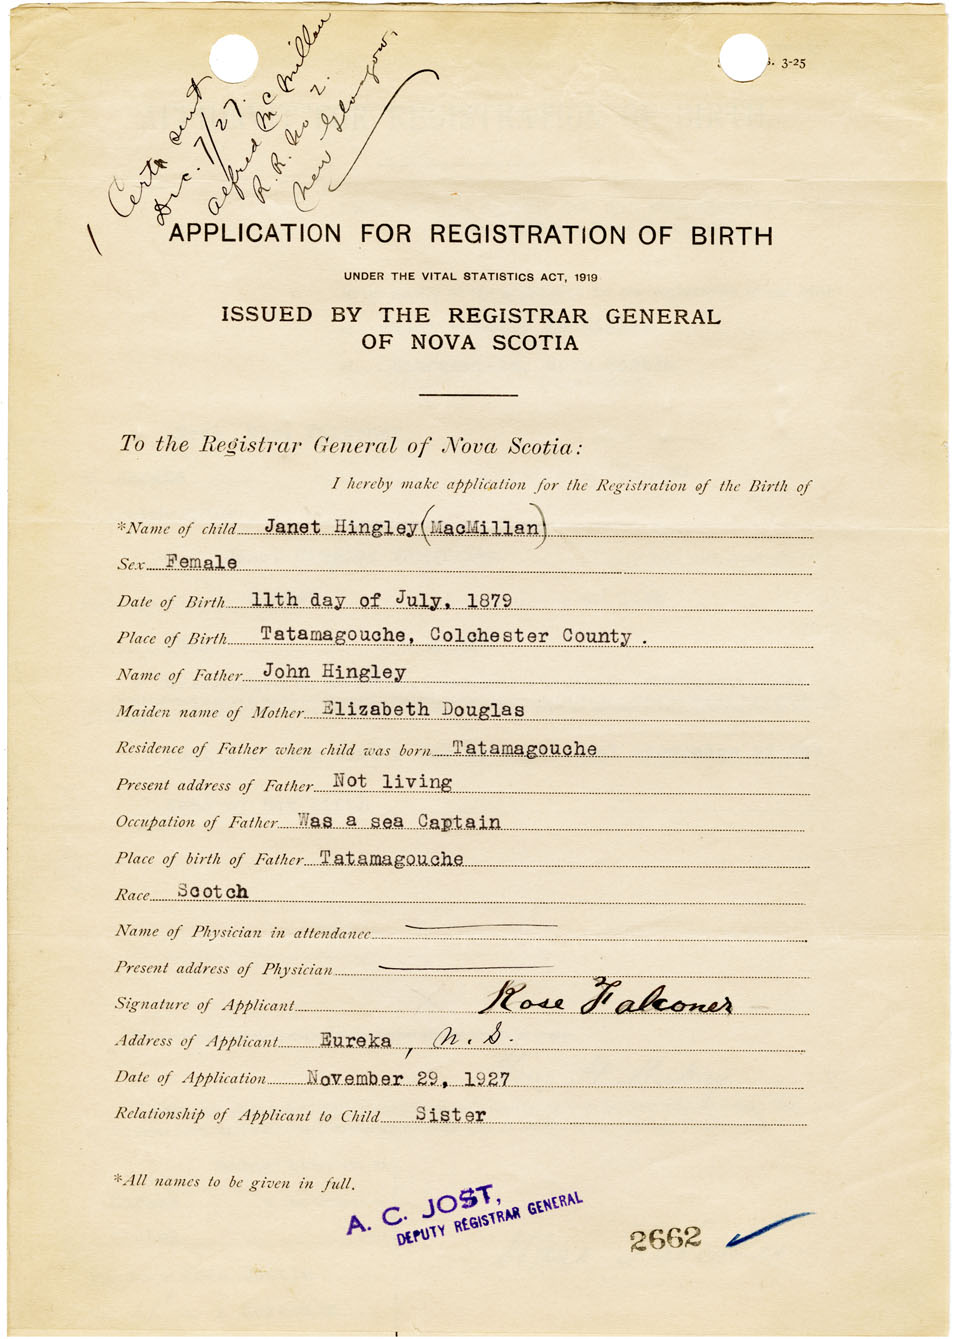 1 Certs sent
Dec. 7/27.
Alfred McMillan
R. R. No 2.
New Glasgow,
S. 3-25
APPLICATION FOR REGISTRATION OF BIRTH
UNDER THE VITAL STATISTICS ACT, 1919
ISSUED BY THE REGISTRAR GENERAL
OF NOVA SCOTIA
To the Registrar General of Nova Scotia:
I hereby make application for the Registration of the Birth of
*Name of child Janet Hingley (MacMillan)
Sex Female
Date of Birth 11th day of July, 1879
Place of Birth Tatamagouche, Colchester County .
Name of Father John Hingley
Maiden name of Mother Elizabeth Douglas
Residence of Father when child was born Tatamagouche
Present address of Father Not living
Occupation of Father Was a sea Captain
Place of birth of Father Tatamagouche
Race Scotch
Name of Physician in attendance
Present address of Physician
Signature of Applicant Rose Falconer
Address of Applicant Eureka, N. S.
Date of Application November 29, 1927
Relationship of Applicant to Child Sister
*All names to be given in full.
A. C. JOST,
DEPUTY REGISTRAR GENERAL
2662